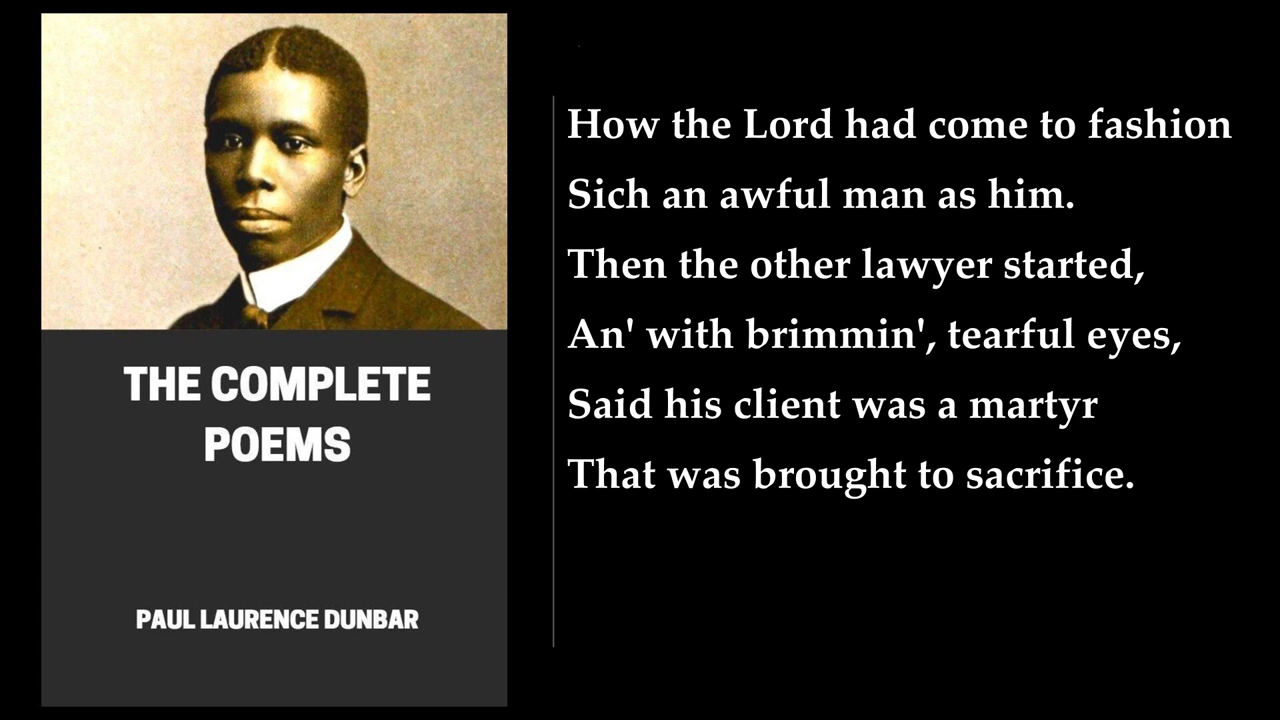 THE COMPLETE
POEMS
PAUL LAURENCE DUNBAR
How the Lord had come to fashion
Sich an awful man as him.
Then the other lawyer started,
An' with brimmin', tearful eyes,
Said his client was a martyr
That was brought to sacrifice.